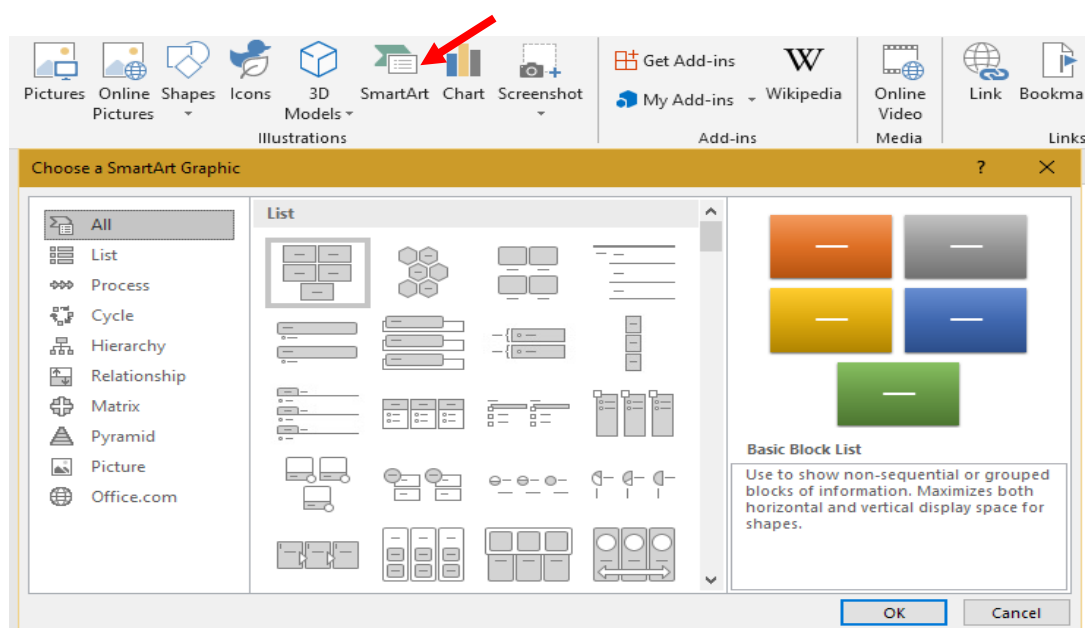 Pictures Online Pictures Shapes Icons 3D Models SmartArt Chart Screenshot
Illustrations
Get Add-ins
My Add-ins
W
Wikipedia
Add-ins
Online Video
Media
Link
Bookma
Links
Choose a SmartArt Graphic
?
All
List
Process
Cycle
Hierarchy
Relationship
Matrix
Pyramid
Picture
Office.com
List
Basic Block List
Use to show non-sequential or grouped
blocks of information. Maximizes both
horizontal and vertical display space for
shapes.
OK
Cancel